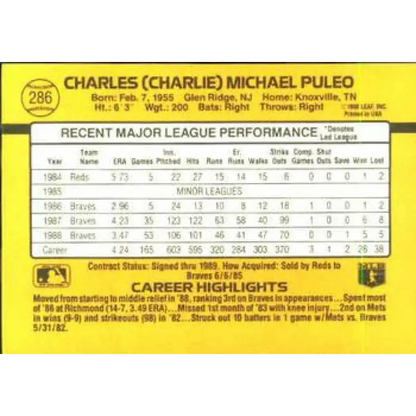 286
CHARLES (CHARLIE) MICHAEL PULEO
Born: Feb. 7, 1955 Glen Ridge, NJ Home: Knoxville, TN
Ht.: 6'3" Wgt.: 200 Bats: Right Throws: Right
©1988 LEAF, INC.
Printed in USA
RECENT MAJOR LEAGUE PERFORMANCE *Denotes Led League
Year Team Name ERA Games Inn. Pitched Hits Runs Er. Runs Walks Strike Outs Comp. Games Shut Outs Save Won Lost
1984 Reds 5 73 5 22 27 15 14 15 6 0 0 0 1 2
1985 MINOR LEAGUES
1986 Braves 2.96 5 24 13 10 8 12 18 0 0 0 1 2
1987 Braves 4.23 35 123 122 63 58 40 99 1 0 0 6 8
1988 Braves 3.47 53 106 101 46 41 47 70 0 0 1 5 5
Career 4 24 165 603 595 320 284 303 370 3 1 2 28 38
Contract Status: Signed thru 1989. How Acquired: Sold by Reds to
Braves 6/6/85
CAREER HIGHLIGHTS
Moved from starting to middle relief in '88, ranking 3rd on Braves in appearances... Spent most
of '86 at Richmond (14-7, 3.49 ERA)... Missed 1st month of '83 with knee injury... 2nd on Mets
in wins (9-9) and strikeouts (98) in '82... Struck out 10 batters in 1 game w/Mets vs. Braves
5/31/82.